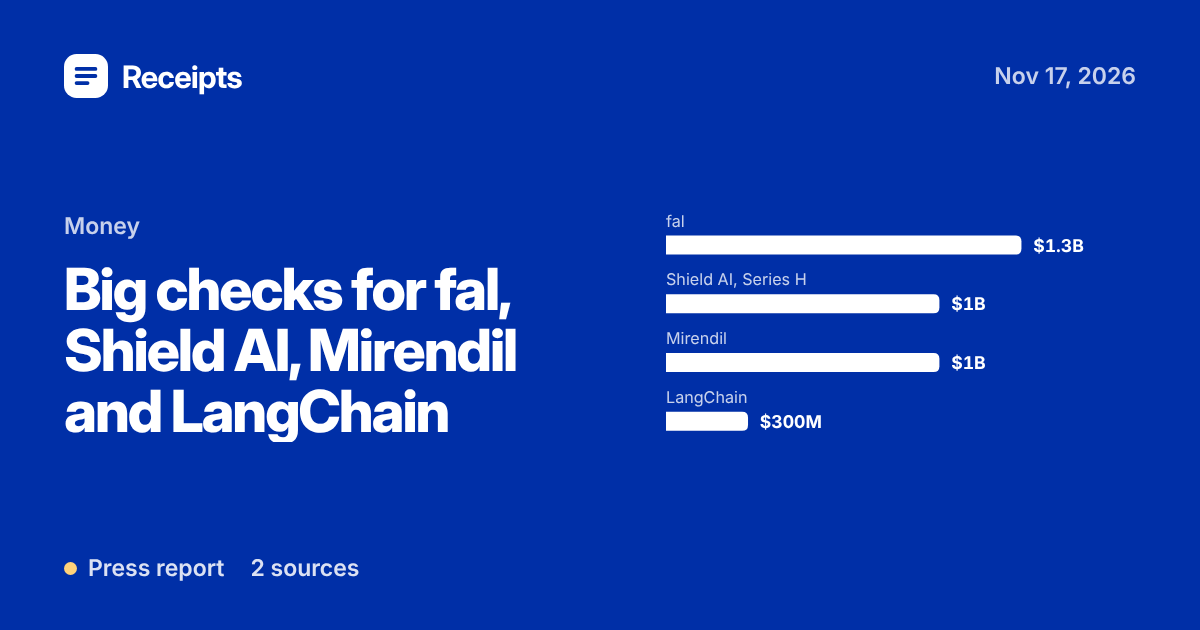 Receipts
Nov 17, 2026
Money
Big checks for fal,
Shield AI, Mirendil
and LangChain
fal
$1.3B
Shield AI, Series H
$1B
Mirendil
$1B
LangChain
$300M
Press report
2 sources